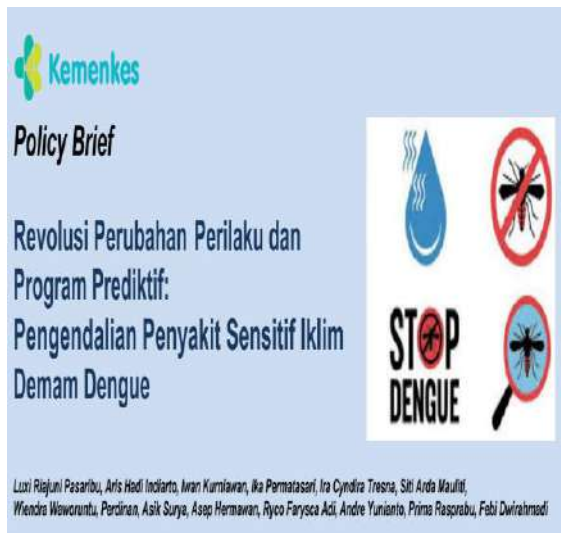 Kemenkes
Policy Brief
Revolusi Perubahan Perilaku dan
Program Prediktif:
Pengendalian Penyakit Sensitif Iklim
Demam Dengue
STOP
DENGUE
Luxi Riajuni Pasaribu, Aris Hadi Indiarto, Iwan Kurniawan, Ika Permatasari, Ira Cyndira Tresna, Siti Arda Mauliti,
Wiendra Waworuntu, Perdinan, Asik Surya, Asep Hermawan, Ryco Farysca Adi, Andre Yunianto, Prima Rasprabu, Febi Dwirahmadi